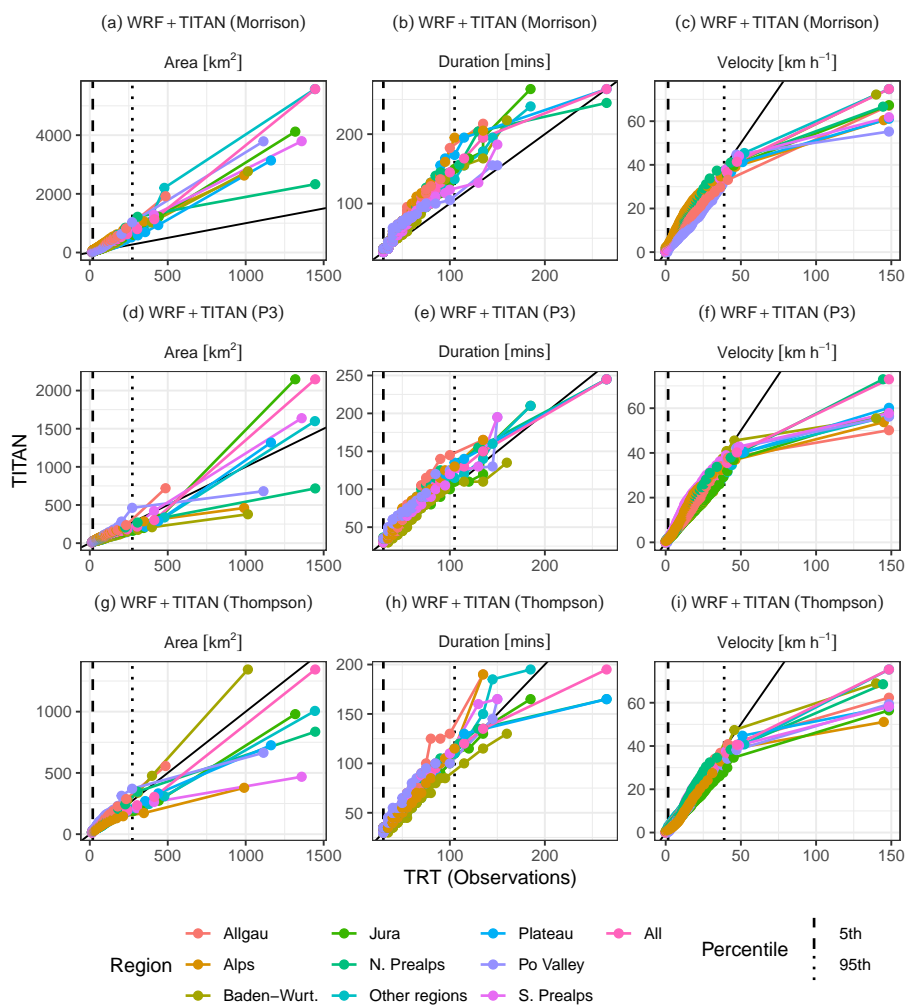 (a) WRF+TITAN (Morrison)
(b) WRF+TITAN (Morrison)
(c) WRF+TITAN (Morrison)
Area [km²]
Duration [mins]
Velocity [km h⁻¹]
4000
2000
0
0
500
1000
1500
200
100
100
200
60
40
20
0
0
50
100
150
(d) WRF+TITAN (P3)
(e) WRF+TITAN (P3)
(f) WRF+TITAN (P3)
Area [km²]
Duration [mins]
Velocity [km h⁻¹]
TITAN
2000
1500
1000
500
0
0
500
1000
1500
250
200
150
100
50
100
200
60
40
20
0
0
50
100
150
(g) WRF+TITAN (Thompson)
(h) WRF+TITAN (Thompson)
(i) WRF+TITAN (Thompson)
Area [km²]
Duration [mins]
Velocity [km h⁻¹]
1000
500
0
0
500
1000
1500
200
150
100
50
100
200
60
40
20
0
0
50
100
150
TRT (Observations)
Region
Allgau
Alps
Baden−Wurt.
Jura
N. Prealps
Other regions
Plateau
Po Valley
S. Prealps
All
Percentile
5th
95th